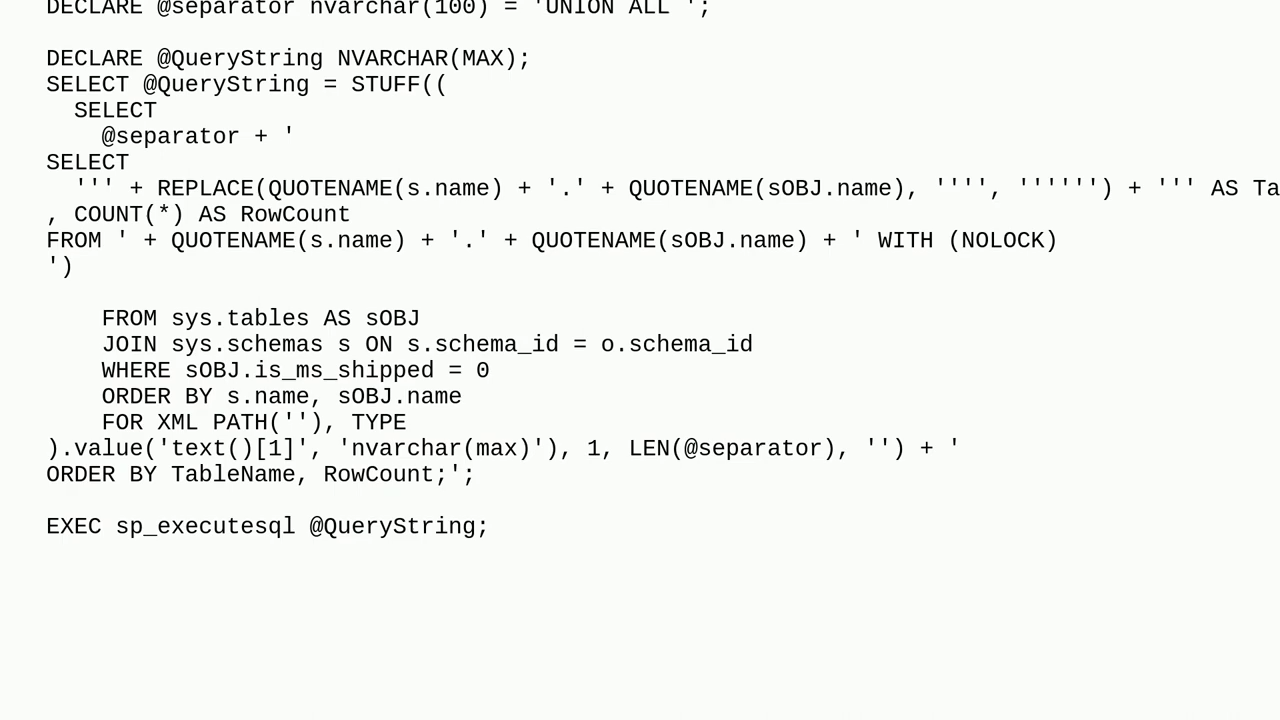 DECLARE @separator nvarchar(100) = 'UNION ALL ';
DECLARE @QueryString NVARCHAR(MAX);
SELECT @QueryString = STUFF((
  SELECT
    @separator + '
SELECT
  ''' + REPLACE(QUOTENAME(s.name) + '.' + QUOTENAME(sOBJ.name), '''', '''''') + ''' AS Ta
, COUNT(*) AS RowCount
FROM ' + QUOTENAME(s.name) + '.' + QUOTENAME(sOBJ.name) + ' WITH (NOLOCK)
')
    FROM sys.tables AS sOBJ
    JOIN sys.schemas s ON s.schema_id = o.schema_id
    WHERE sOBJ.is_ms_shipped = 0
    ORDER BY s.name, sOBJ.name
    FOR XML PATH(''), TYPE
).value('text()[1]', 'nvarchar(max)'), 1, LEN(@separator), '') + '
ORDER BY TableName, RowCount;';
EXEC sp_executesql @QueryString;